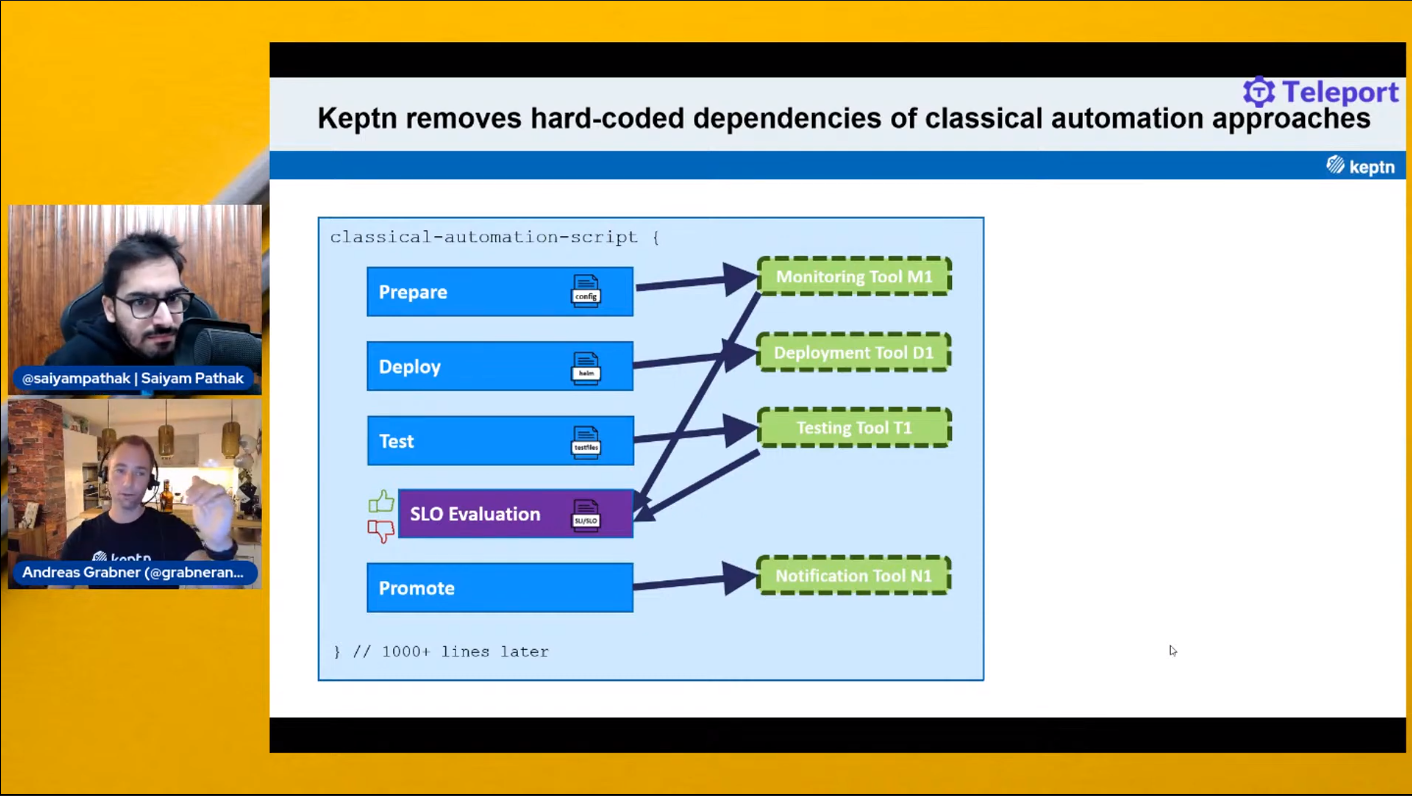 Teleport
Keptn removes hard-coded dependencies of classical automation approaches
keptn
classical-automation-script {
Prepare
config
Monitoring Tool M1
Deploy
helm
Deployment Tool D1
Test
testfiles
Testing Tool T1
SLO Evaluation
SLI/SLO
Promote
Notification Tool N1
} // 1000+ lines later
@saiyampathak | Saiyam Pathak
keptn
Andreas Grabner (@grabneran...